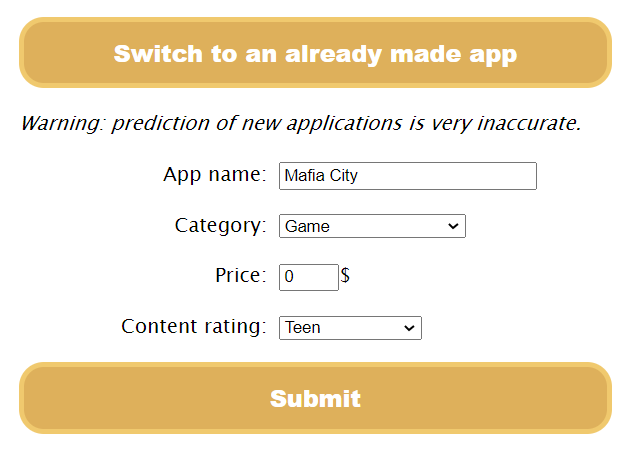 Switch to an already made app
Warning: prediction of new applications is very inaccurate.
App name: Mafia City
Category: Game
Price: 0 $
Content rating: Teen
Submit